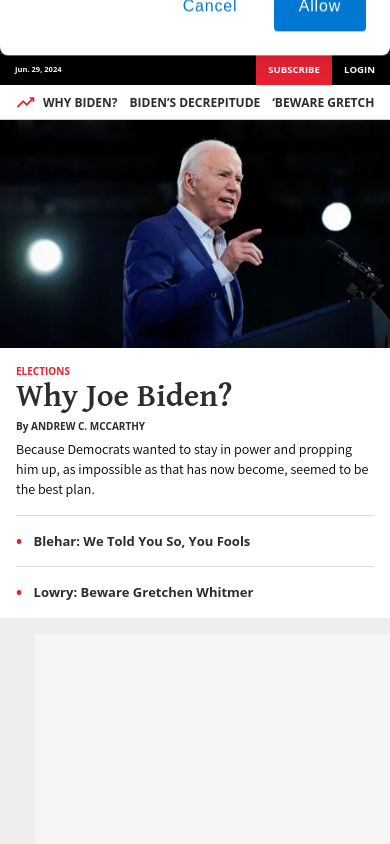 Cancel
Allow
Jun. 29, 2024
SUBSCRIBE
LOGIN
WHY BIDEN?
BIDEN’S DECREPITUDE
‘BEWARE GRETCH
ELECTIONS
Why Joe Biden?
By ANDREW C. MCCARTHY
Because Democrats wanted to stay in power and propping
him up, as impossible as that has now become, seemed to be
the best plan.
Blehar: We Told You So, You Fools
Lowry: Beware Gretchen Whitmer